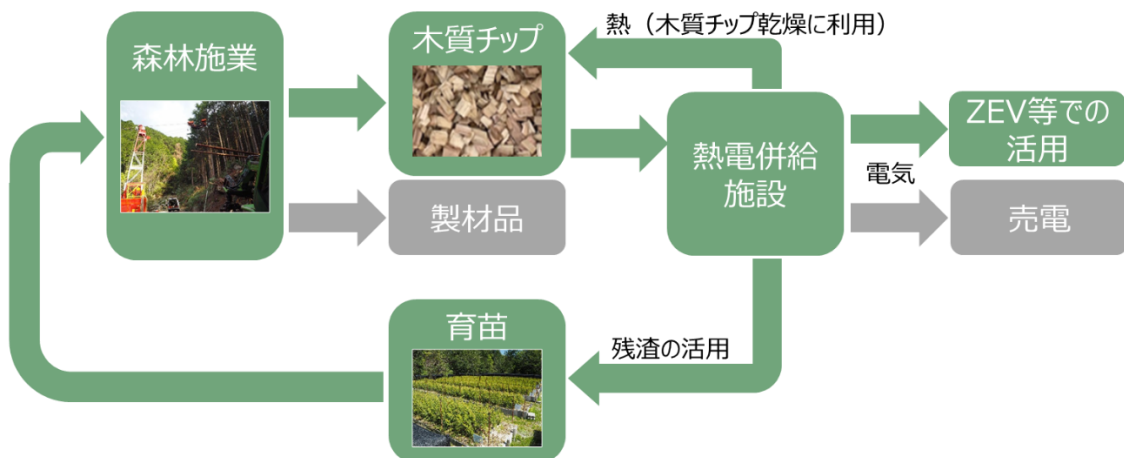 森林施業
木質チップ
熱（木質チップ乾燥に利用）
製材品
熱電併給
施設
電気
ZEV等での
活用
売電
育苗
残渣の活用